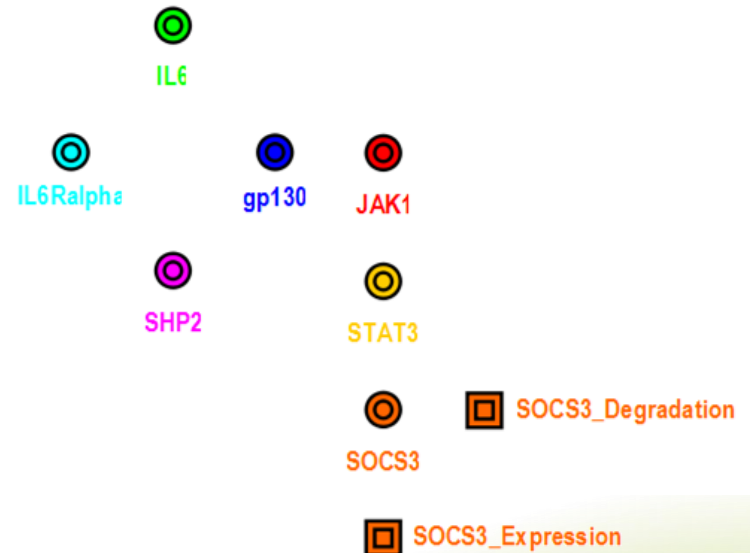 IL6
IL6Ralpha
gp130
JAK1
SHP2
STAT3
SOCS3_Degradation
SOCS3
SOCS3_Expression